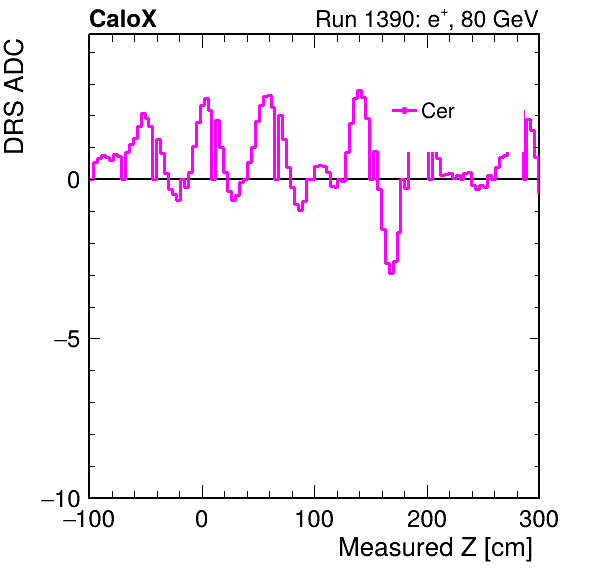 CaloX Run 1390: e⁺, 80 GeV
DRS ADC
Cer
0
−5
−10
−100 0 100 200 300
Measured Z [cm]